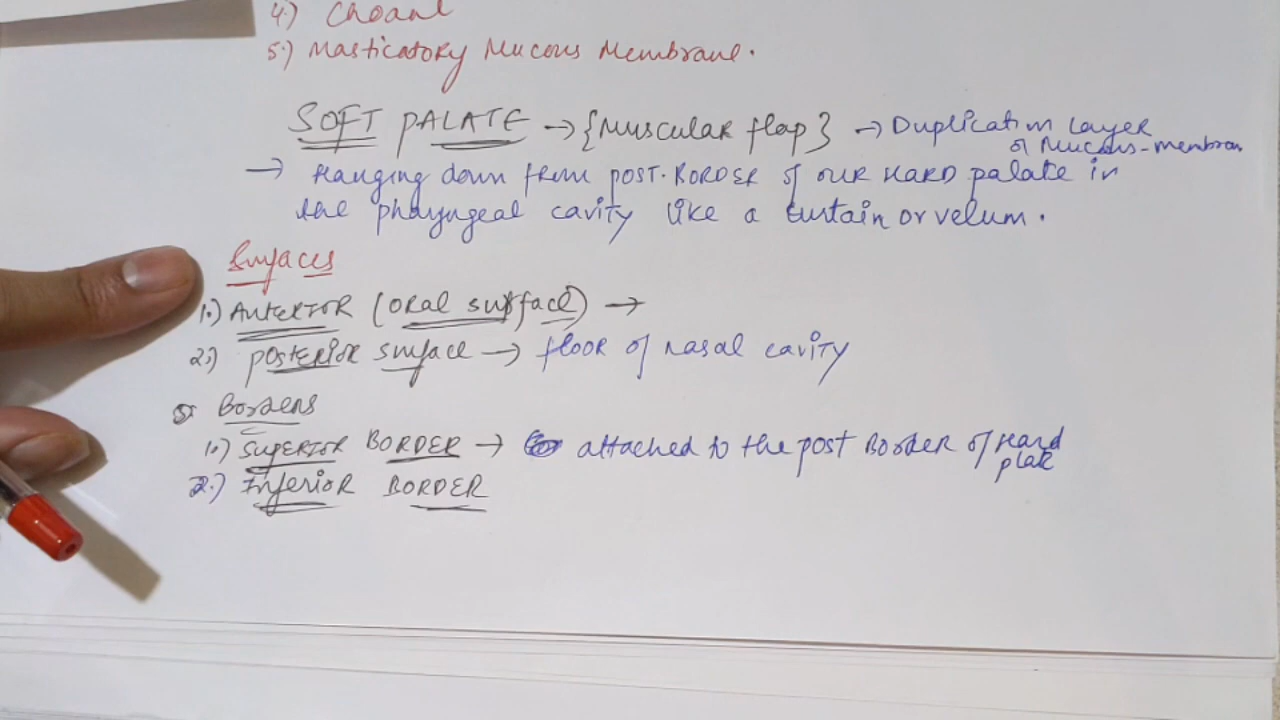 4.) Choanl
5.) Masticatory Mucous Membrane.
SOFT PALATE → {Muscular flap} → Duplication Layer
of Mucous-membran
→ Hanging down from POST. BORDER of our HARD palate in
the pharyngeal cavity like a curtain or velum.
Surfaces
1.) ANTERIOR (oral surface) →
2.) POSTERIOR surface → floor of nasal cavity
Borders
1.) SUPERIOR BORDER → attached to the post Border of Hard
plate
2.) Inferior BORDER